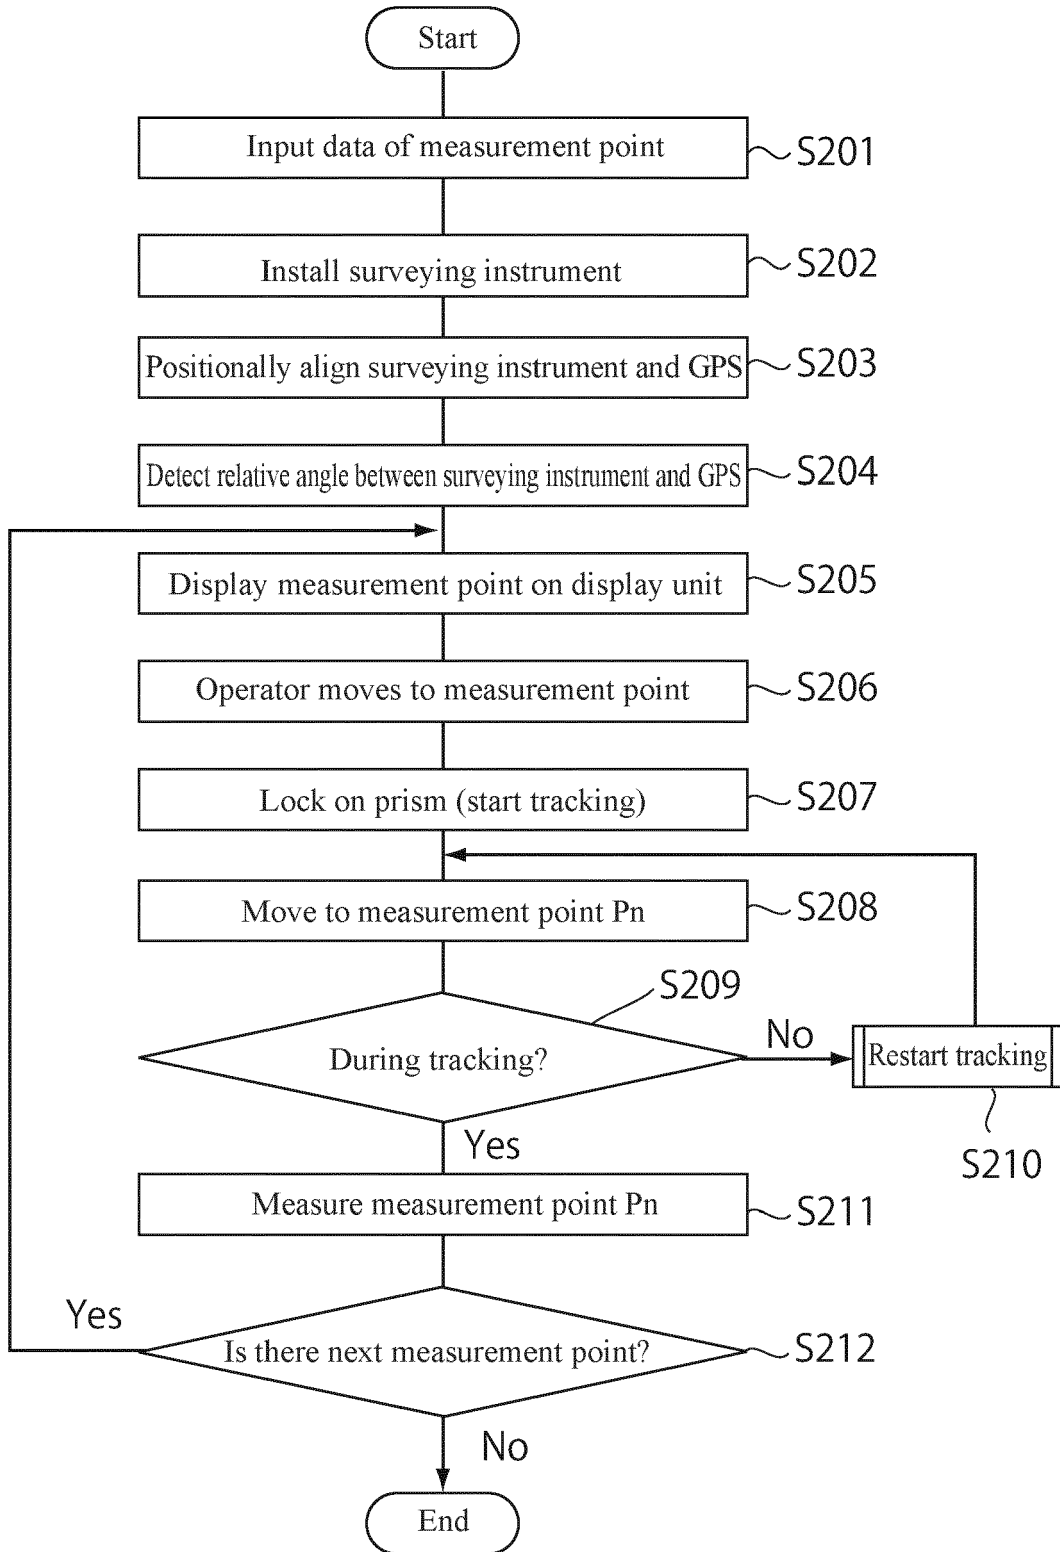 Start
Input data of measurement point
S201
Install surveying instrument
S202
Positionally align surveying instrument and GPS
S203
Detect relative angle between surveying instrument and GPS
S204
Display measurement point on display unit
S205
Operator moves to measurement point
S206
Lock on prism (start tracking)
S207
Move to measurement point Pn
S208
S209
During tracking?
No
Restart tracking
S210
Yes
Measure measurement point Pn
S211
Yes
Is there next measurement point?
S212
No
End